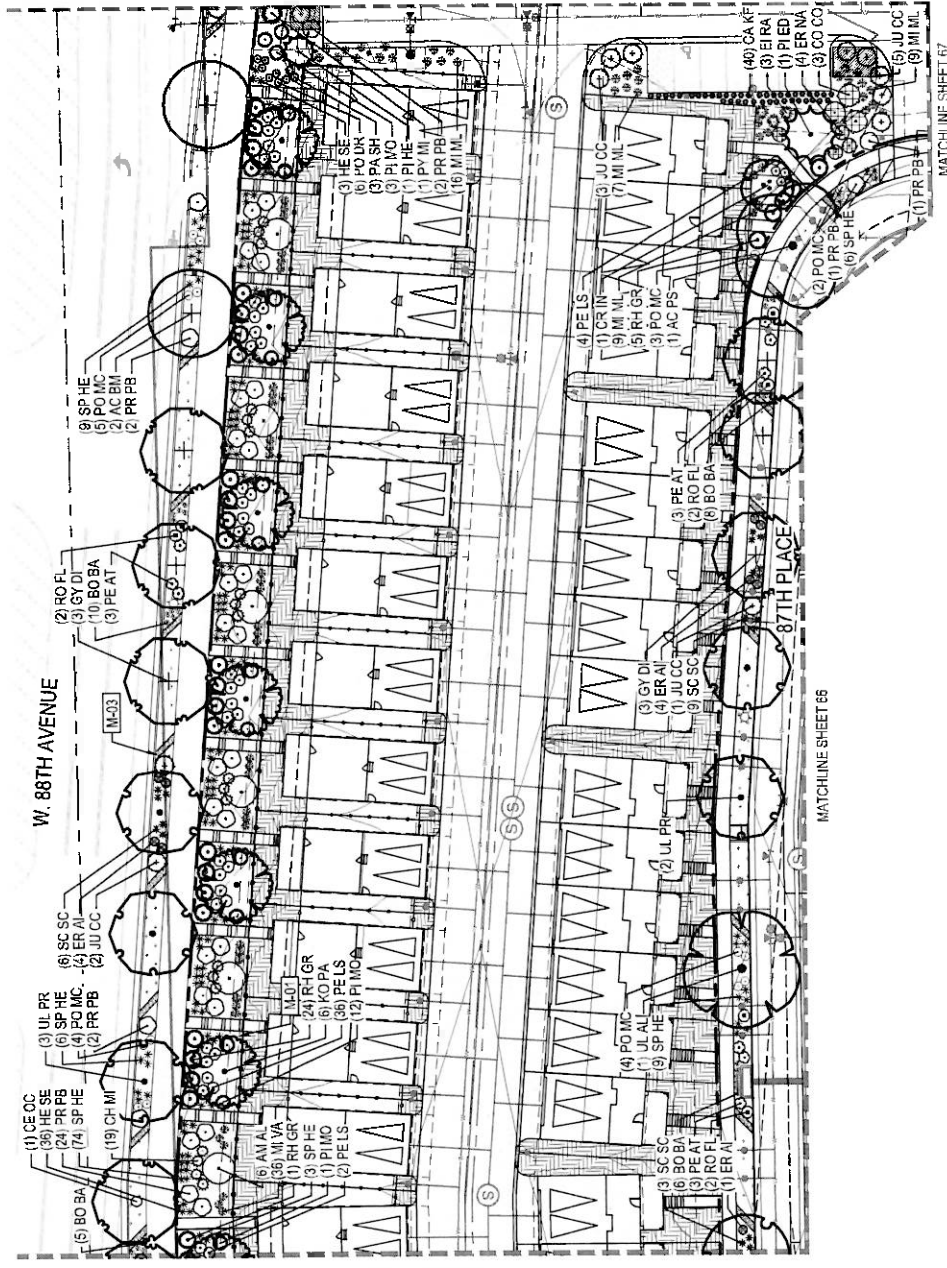 W. 88TH AVENUE
(1) CE OC
(36) HE SE
(24) PR PB
(74) SP HE
(19) CH MI
(5) BO BA
(3) UL PR
(6) SP HE
(4) PO MC
(2) PR PB
(6) SC SC
(4) ER AI
(2) JU CC
M-03
(2) RO FL
(3) GY DI
(10) BO BA
(3) PE AT
(9) SP HE
(5) PO MC
(2) AC BM
(2) PR PB
(3) HE SE
(6) PO DR
(3) PA SH
(3) PI MO
(1) PI HE
(1) PY MI
(2) PR PB
(16) MI ML
M-01
(24) RH GR
(6) KO PA
(36) PE LS
(12) PI MO
(6) AM AL
(36) MI VA
(1) RH GR
(3) SP HE
(1) PI MO
(2) PE LS
S
S
S
S
S
(3) JU CC
(7) MI ML
(40) CA KF
(3) EI RA
(1) PI ED
(4) ER NA
(3) CO CO
(5) JU CC
(9) MI ML
(4) PE LS
(1) CR IN
(9) MI ML
(5) RH GR
(3) PO MC
(1) AC PS
(2) PO MC
(1) PR PB
(6) SP HE
(1) PR PB
(3) PE AT
(2) RO FL
(8) BO BA
(3) GY DI
(4) ER AI
(1) JU CC
(9) SC SC
(2) UL PR
(4) PO MC
(1) UL ALL
(9) SP HE
(3) SC SC
(6) BO BA
(3) PE AT
(2) RO FL
(1) ER AI
87TH PLACE
MATCHLINE SHEET 66
MATCHLINE SHEET 67